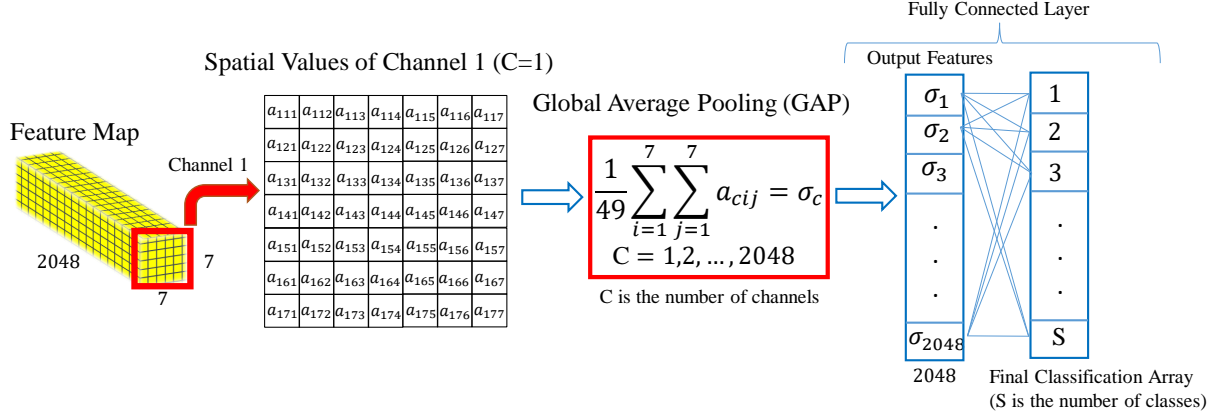 Fully Connected Layer
Spatial Values of Channel 1 (C=1)
Output Features
Global Average Pooling (GAP)
Feature Map
Channel 1
2048
7
7
a₁₁₁ a₁₁₂ a₁₁₃ a₁₁₄ a₁₁₅ a₁₁₆ a₁₁₇
a₁₂₁ a₁₂₂ a₁₂₃ a₁₂₄ a₁₂₅ a₁₂₆ a₁₂₇
a₁₃₁ a₁₃₂ a₁₃₃ a₁₃₄ a₁₃₅ a₁₃₆ a₁₃₇
a₁₄₁ a₁₄₂ a₁₄₃ a₁₄₄ a₁₄₅ a₁₄₆ a₁₄₇
a₁₅₁ a₁₅₂ a₁₅₃ a₁₅₄ a₁₅₅ a₁₅₆ a₁₅₇
a₁₆₁ a₁₆₂ a₁₆₃ a₁₆₄ a₁₆₅ a₁₆₆ a₁₆₇
a₁₇₁ a₁₇₂ a₁₇₃ a₁₇₄ a₁₇₅ a₁₇₆ a₁₇₇
1/49 ∑_{i=1}^{7} ∑_{j=1}^{7} a_{cij} = σ_c
C = 1,2, … , 2048
C is the number of channels
σ₁
σ₂
σ₃
.
.
.
σ₂₀₄₈
2048
1
2
3
.
.
.
S
Final Classification Array
(S is the number of classes)